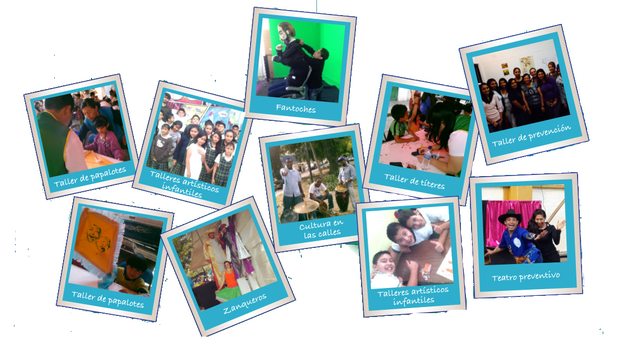 Fantoches
Taller de prevención
Taller de papalotes
Talleres artísticos
infantiles
Taller de títeres
Cultura en
las calles
Taller de papalotes
Zanqueros
Talleres artísticos
infantiles
Teatro preventivo